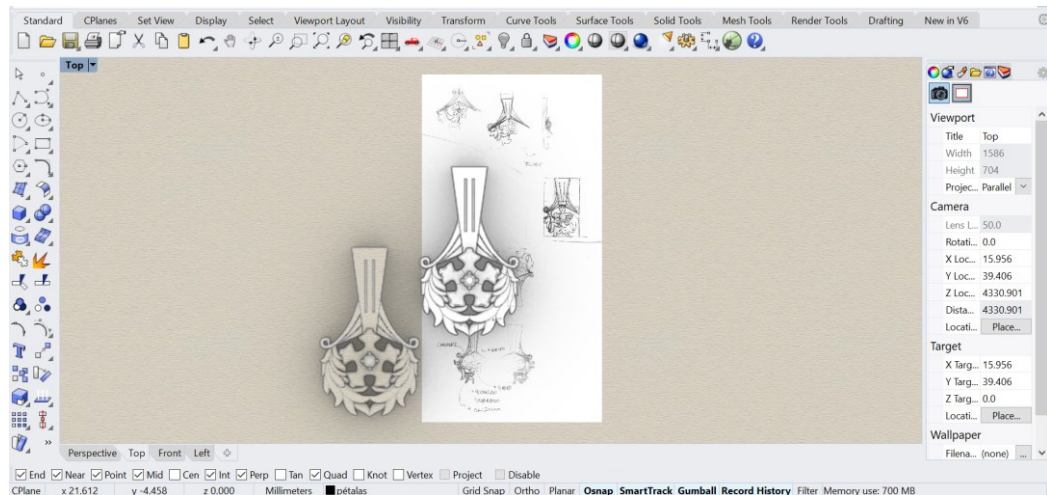 Standard CPlanes Set View Display Select Viewport Layout Visibility Transform Curve Tools Surface Tools Solid Tools Mesh Tools Render Tools Drafting New in V6
Top
Viewport
Title Top
Width 1586
Height 704
Projec... Parallel
Camera
Lens L... 50.0
Rotati... 0.0
X Loc... 15.956
Y Loc... 39.406
Z Loc... 4330.901
Dista... 4330.901
Locati... Place...
Target
X Targ... 15.956
Y Targ... 39.406
Z Targ... 0.0
Locati... Place...
Wallpaper
Filena... (none) ...
Perspective Top Front Left
End Near Point Mid Cen Int Perp Tan Quad Knot Vertex Project Disable
CPlane x 21.612 y -4.458 z 0.000 Millimeters pétalas Grid Snap Ortho Planar Osnap SmartTrack Gumball Record History Filter Memory use: 700 MB